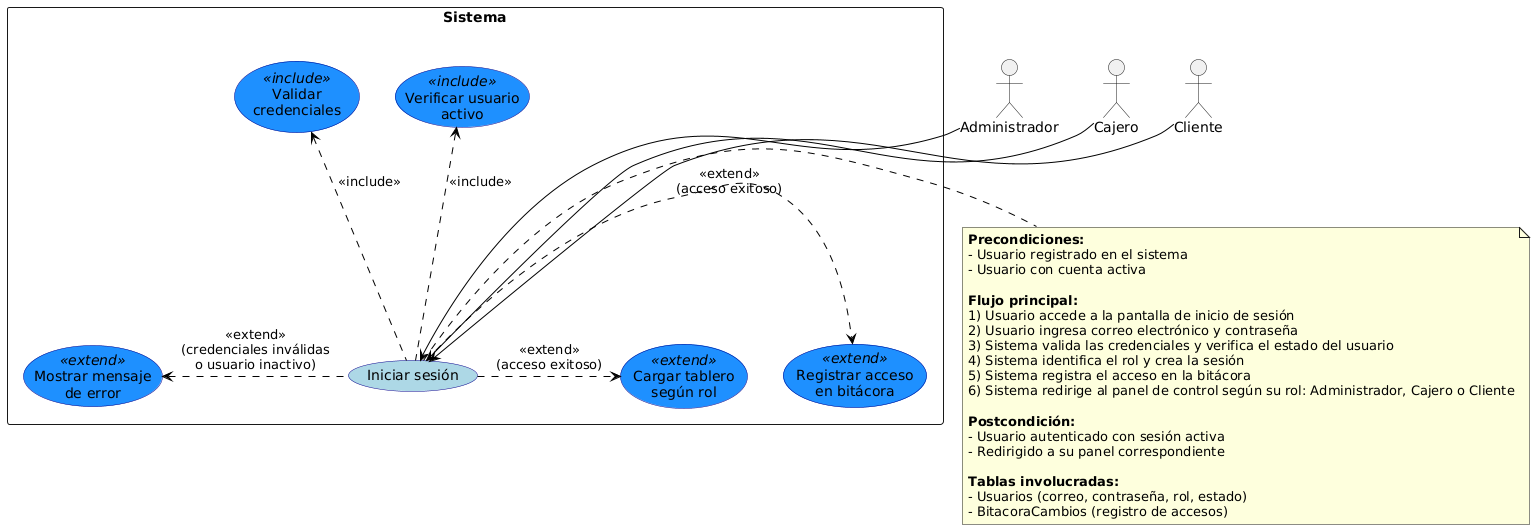 Sistema
«include»
Validar
credenciales
«include»
Verificar usuario
activo
Administrador
Cajero
Cliente
«include»
«include»
«extend»
(acceso exitoso)
«extend»
(credenciales inválidas
o usuario inactivo)
«extend»
(acceso exitoso)
«extend»
Mostrar mensaje
de error
Iniciar sesión
«extend»
Cargar tablero
según rol
«extend»
Registrar acceso
en bitácora
Precondiciones:
- Usuario registrado en el sistema
- Usuario con cuenta activa
Flujo principal:
1) Usuario accede a la pantalla de inicio de sesión
2) Usuario ingresa correo electrónico y contraseña
3) Sistema valida las credenciales y verifica el estado del usuario
4) Sistema identifica el rol y crea la sesión
5) Sistema registra el acceso en la bitácora
6) Sistema redirige al panel de control según su rol: Administrador, Cajero o Cliente
Postcondición:
- Usuario autenticado con sesión activa
- Redirigido a su panel correspondiente
Tablas involucradas:
- Usuarios (correo, contraseña, rol, estado)
- BitacoraCambios (registro de accesos)